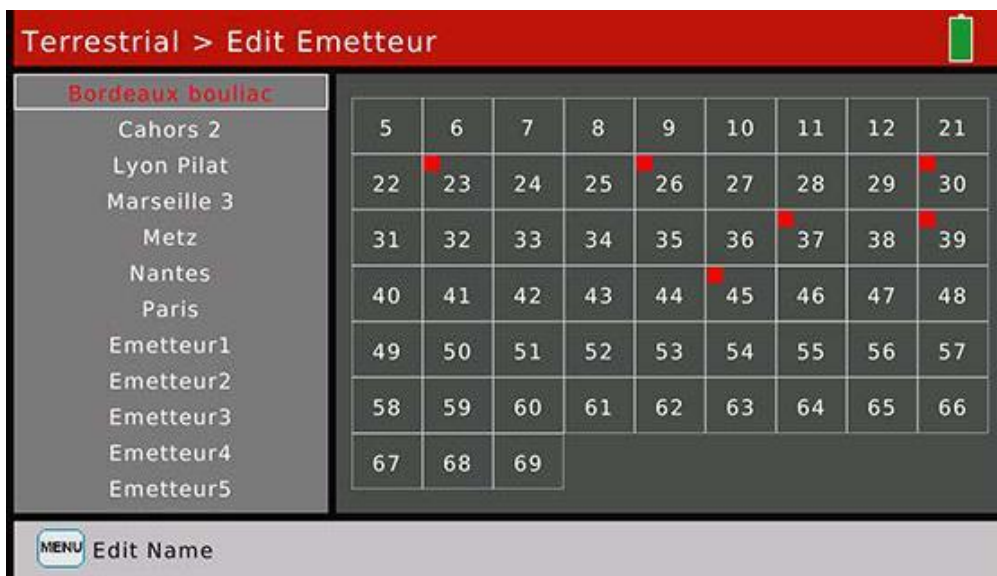 Terrestrial > Edit Emetteur
Bordeaux bouliac
Cahors 2
Lyon Pilat
Marseille 3
Metz
Nantes
Paris
Emetteur1
Emetteur2
Emetteur3
Emetteur4
Emetteur5
5 6 7 8 9 10 11 12 21
22 23 24 25 26 27 28 29 30
31 32 33 34 35 36 37 38 39
40 41 42 43 44 45 46 47 48
49 50 51 52 53 54 55 56 57
58 59 60 61 62 63 64 65 66
67 68 69
MENU Edit Name